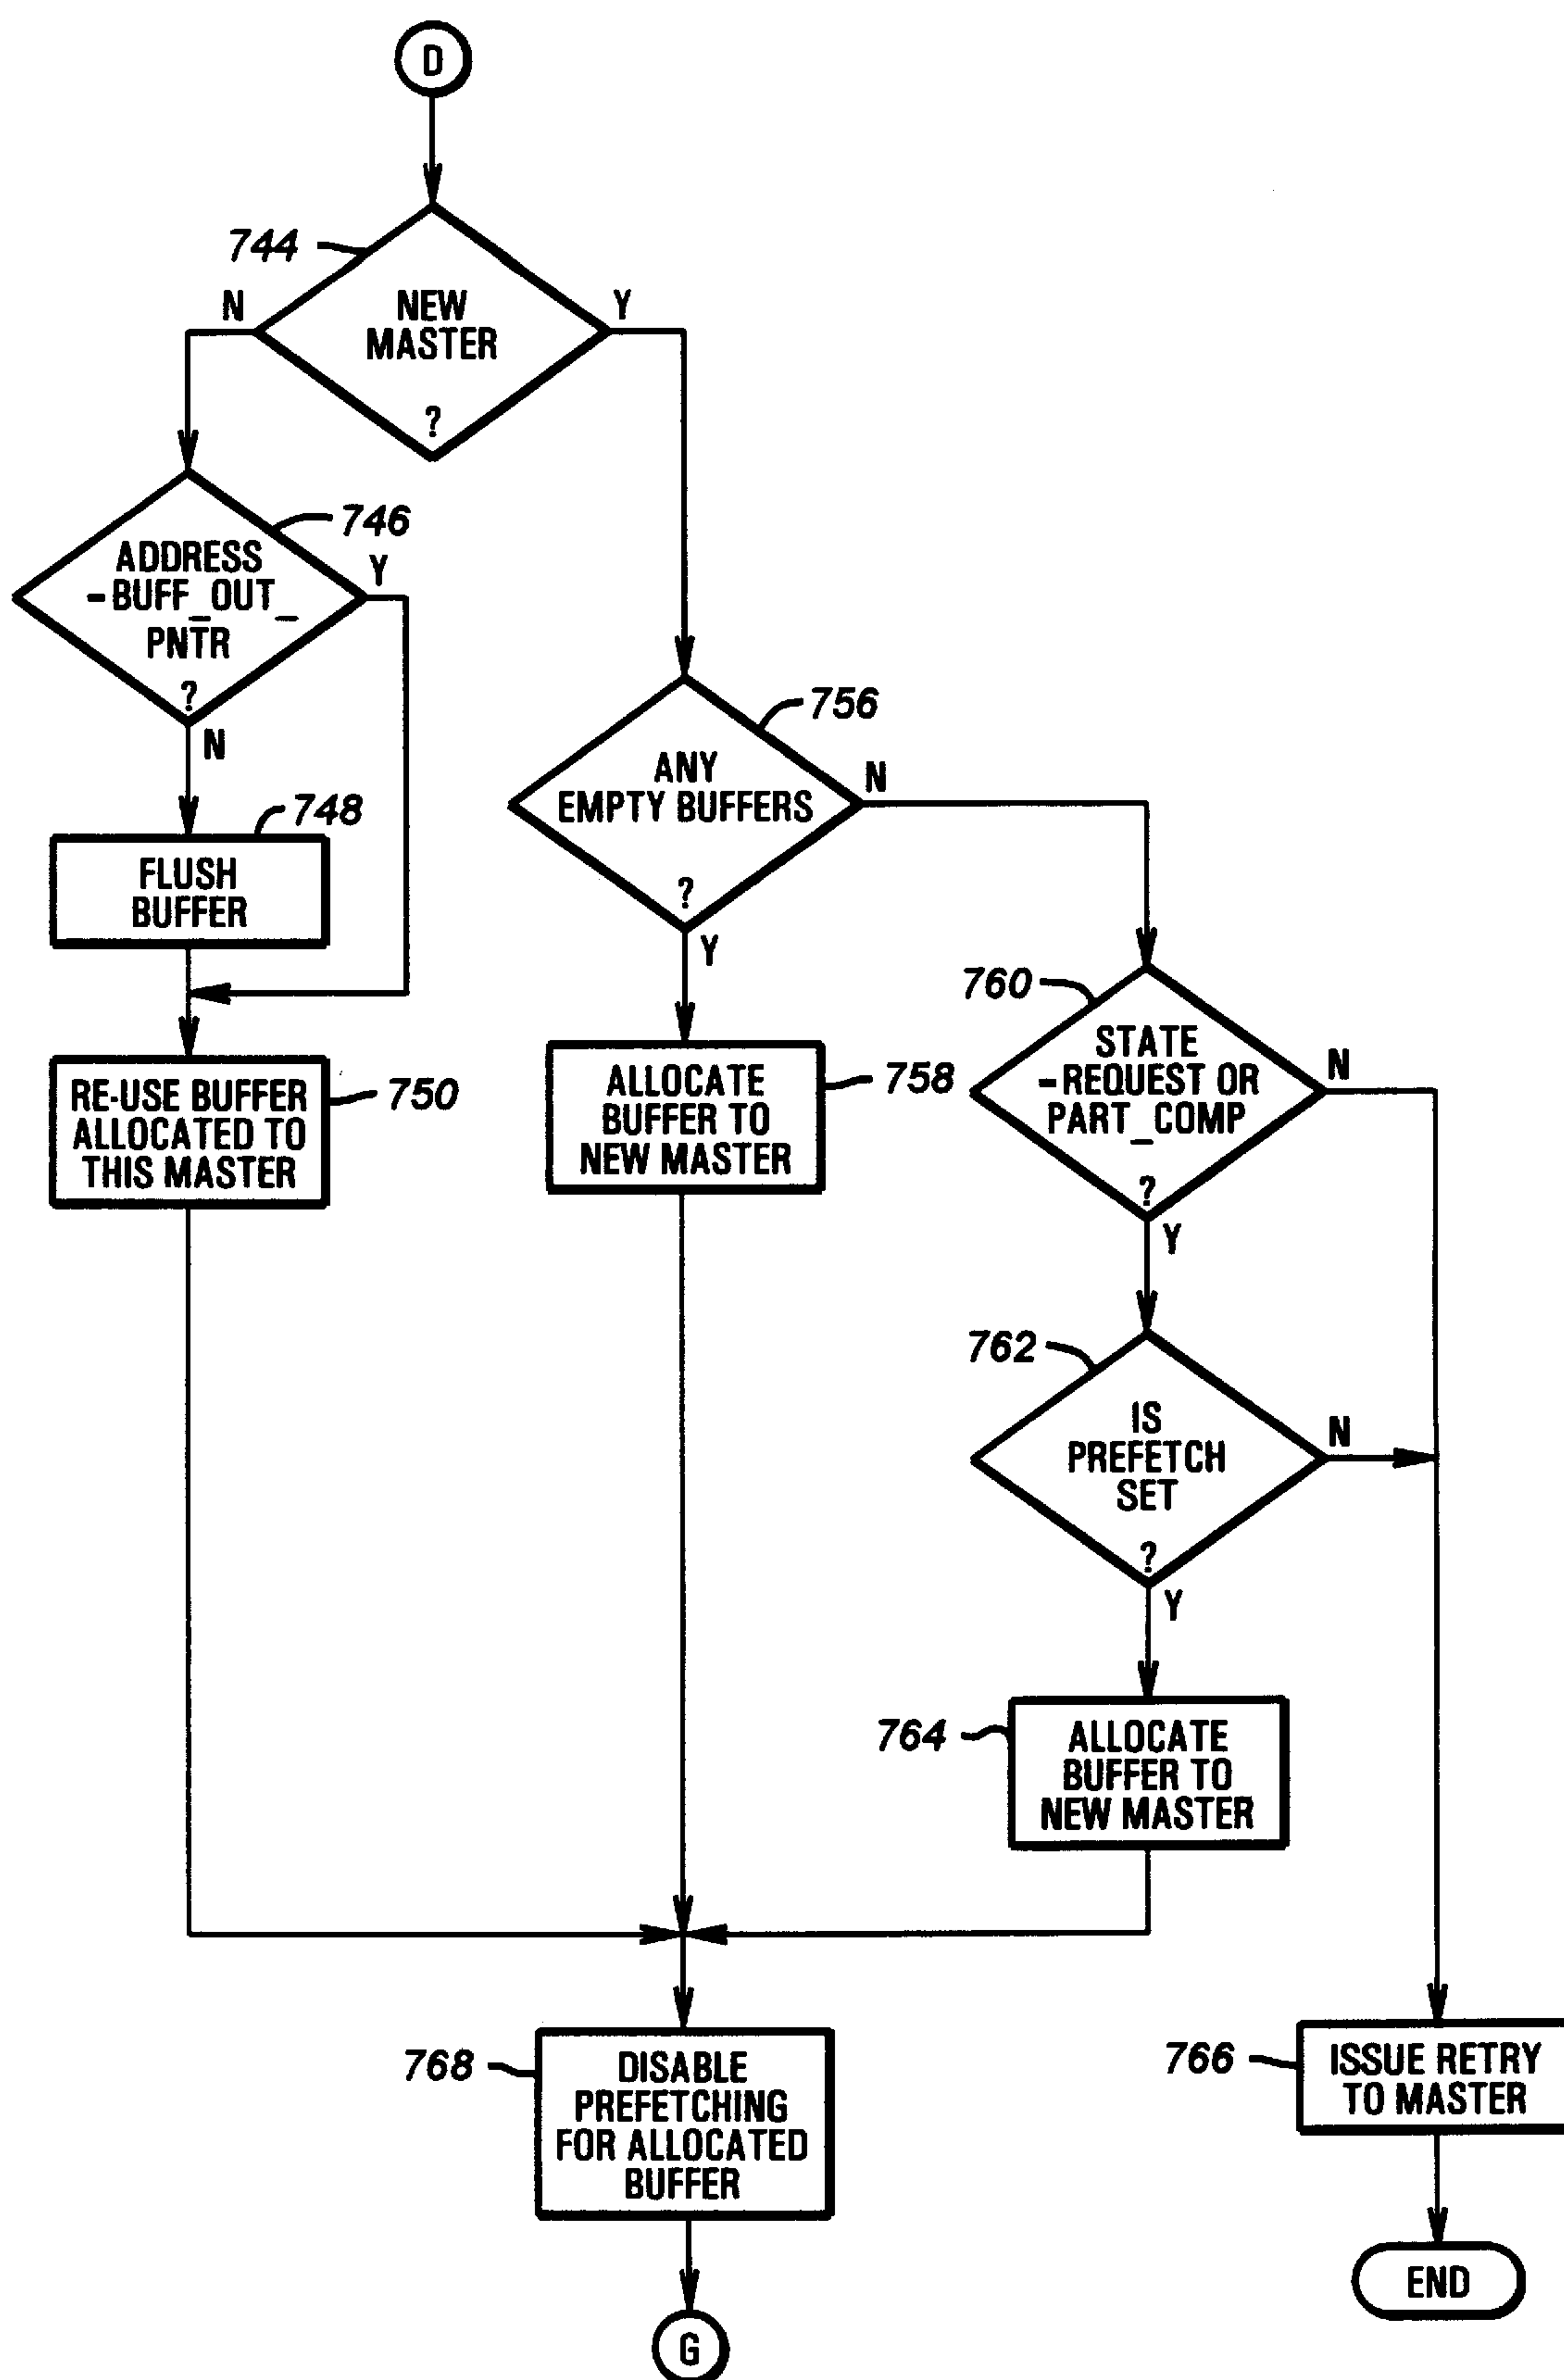 D
744
N
NEW
MASTER
?
Y
746
ADDRESS
-BUFF_OUT_
PNTR
?
Y
N
748
FLUSH
BUFFER
RE-USE BUFFER
ALLOCATED TO
THIS MASTER
750
756
ANY
EMPTY BUFFERS
?
N
Y
ALLOCATE
BUFFER TO
NEW MASTER
758
760
STATE
-REQUEST OR
PART_COMP
?
N
Y
762
IS
PREFETCH
SET
?
N
Y
764
ALLOCATE
BUFFER TO
NEW MASTER
768
DISABLE
PREFETCHING
FOR ALLOCATED
BUFFER
766
ISSUE RETRY
TO MASTER
END
G